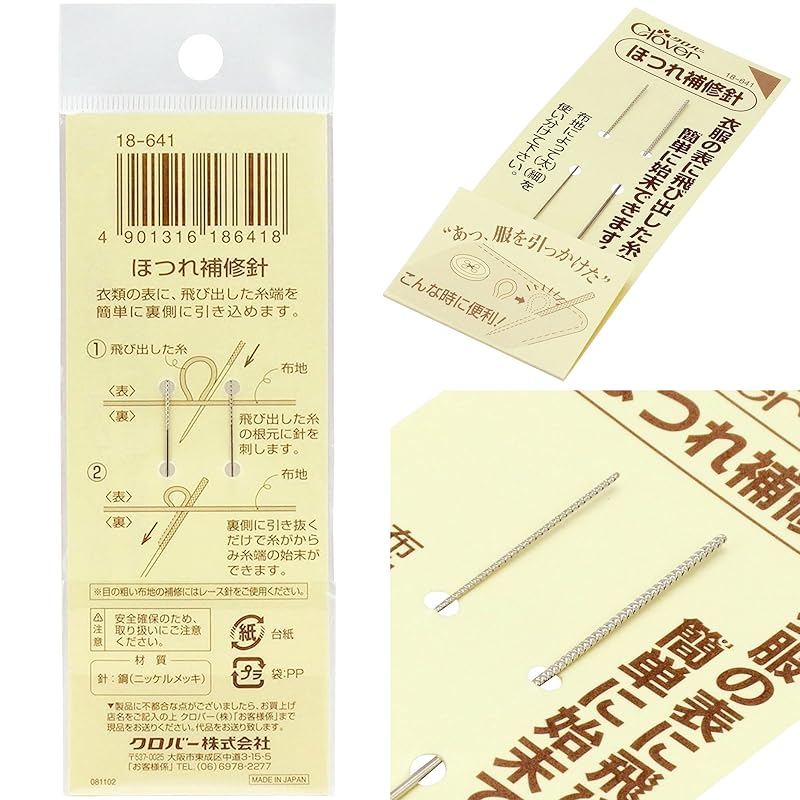 18-641
4 901316 186418
ほつれ補修針
衣類の表に、飛び出した糸端を
簡単に裏側に引き込めます。
① 飛び出した糸
布地
〈表〉
〈裏〉
飛び出した糸
の根元に針を
刺します。
②
布地
〈表〉
〈裏〉
裏側に引き抜く
だけで糸がから
み糸端の始末が
できます。
※目の粗い布地の補修にはレース針をご使用ください。
注意
安全確保のため、
取り扱いにご注意
ください。
紙
台紙
材質
針:鋼(ニッケルメッキ)
プラ
袋:PP
▼製品に不都合な点がございましたら、お買上げ
店名をご記入の上 クロバー(株)「お客様係」まで
現品をお送りください。代品をお送り致します。
クロバー株式会社
〒537-0025 大阪市東成区中道3-15-5
「お客様係」TEL.(06)6978-2277
081102
MADE IN JAPAN
クロバー
Clover
18-641
ほつれ補修針
衣服の表に飛び出した糸
簡単に始末できます。
布地によって(太)(細)を
使い分けて下さい。
“あっ、服を引っかけた”
こんな時に便利!
er
ほつれ補修
布
服の表に飛
簡単に始末で